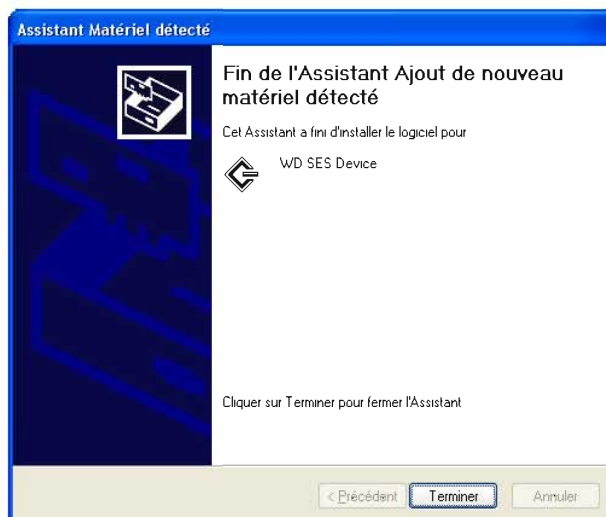 Assistant Matériel détecté
Fin de l'Assistant Ajout de nouveau
matériel détecté
Cet Assistant a fini d'installer le logiciel pour
WD SES Device
Cliquer sur Terminer pour fermer l'Assistant
< Précédent Terminer Annuler